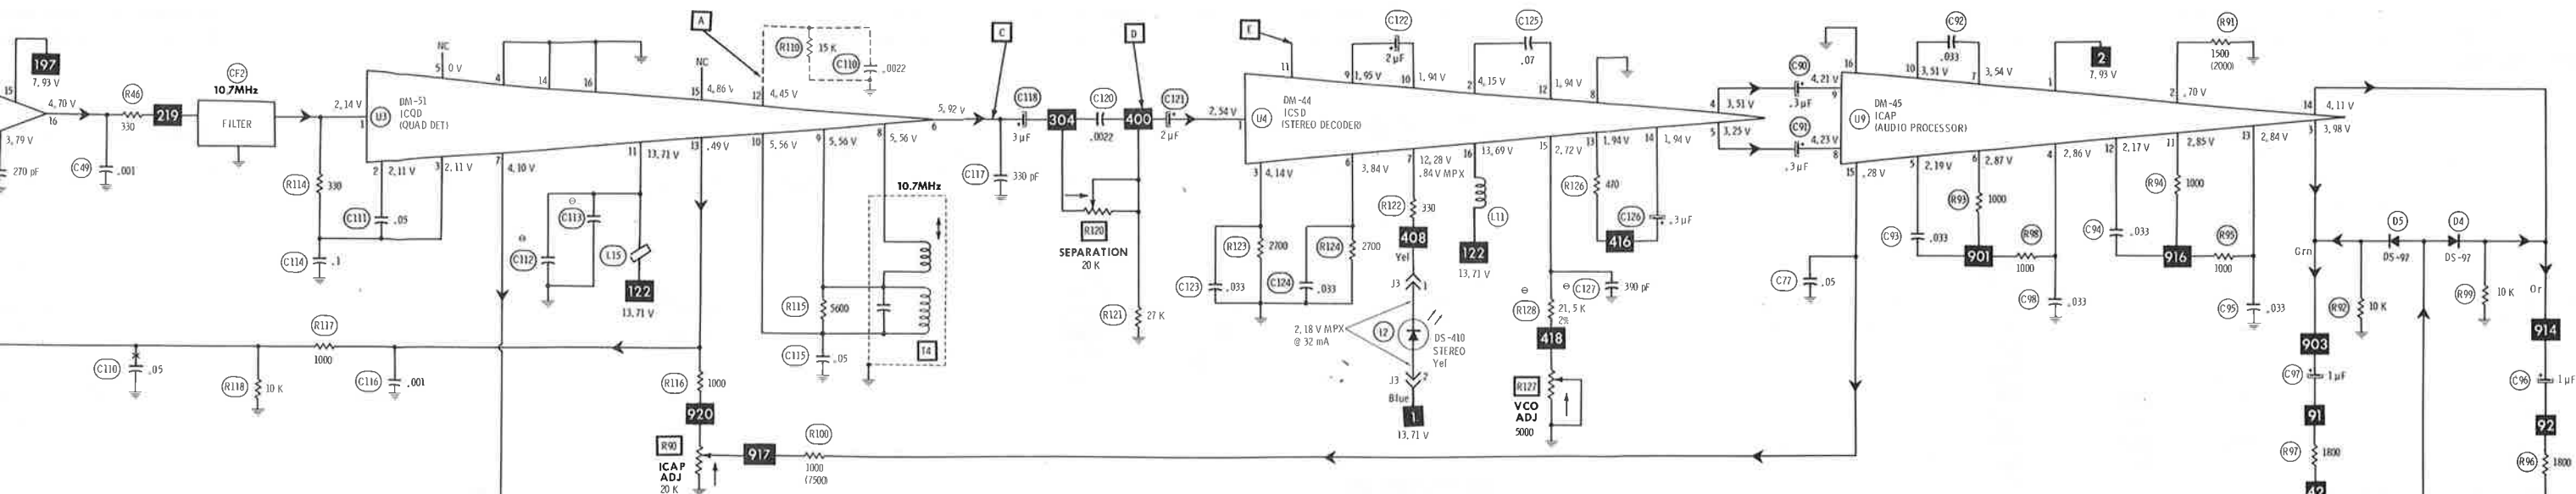 197
7.93 V
15
4.70 V
16
3.79 V
270 pF
C49
.001
R46
330
219
CF2
10.7MHz
FILTER
2.14 V
1
U3
DM-51
ICQD
(QUAD DET)
NC
5
0 V
4
14
16
NC
15
4.86 V
12
4.45 V
A
R110
15 K
C110
.0022
5.92 V
6
R114
330
C114
.1
C111
.05
2
2.11 V
3
2.11 V
7
4.10 V
C112
C113
11
13.71 V
L15
122
13.71 V
13
.49 V
10
5.56 V
9
5.56 V
8
5.56 V
10.7MHz
T4
R115
5600
C115
.05
C110
.05
R118
10 K
R117
1000
C116
.001
R116
1000
920
R90
ICAP
ADJ
20 K
917
R100
1000
(7500)
C
C117
330 pF
C118
3 µF
304
C120
.0022
D
400
C121
2 µF
R120
SEPARATION
20 K
R121
27 K
E
11
2.54 V
1
U4
DM-44
ICSD
(STEREO DECODER)
9
1.95 V
C122
2 µF
10
1.94 V
2
4.15 V
C125
.07
12
1.94 V
8
4
3.51 V
5
3.25 V
3
4.14 V
R123
2700
C123
.033
6
3.84 V
R124
2700
C124
.033
7
12.28 V
.84 V MPX
R122
330
408
Yel
J3
1
2.18 V MPX
@ 32 mA
I2
DS-410
STEREO
Yel
J3
2
Blue
1
13.71 V
16
13.69 V
L11
122
13.71 V
15
2.72 V
C127
390 pF
R128
21.5 K
2%
418
R127
VCO
ADJ
5000
13
1.94 V
R126
470
416
14
1.94 V
C126
.3 µF
C90
.3 µF
4.21 V
9
C91
.3 µF
4.23 V
8
16
U9
DM-45
ICAP
(AUDIO PROCESSOR)
10
3.51 V
C92
.033
7
3.54 V
1
2
7.93 V
2
.70 V
R91
1500
(2000)
14
4.11 V
3
3.98 V
15
.28 V
C77
.05
5
2.19 V
C93
.033
6
2.87 V
R93
1000
901
R98
1000
4
2.86 V
C98
.033
12
2.17 V
C94
.033
11
2.85 V
R94
1000
916
R95
1000
13
2.84 V
C95
.033
Grn
D5
DS-97
D4
DS-97
R92
10 K
R99
10 K
Or
903
C97
1 µF
91
R97
1800
914
C96
1 µF
92
R96
1800